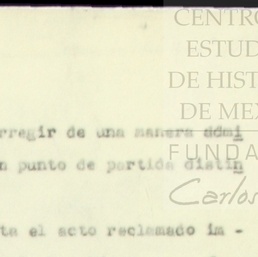 CENTRO
ESTUD
DE HIST
DE MEX
FUNDA
Carlos
rregir de una manera admi
n punto de partida distin
ta el acto reclamado im -